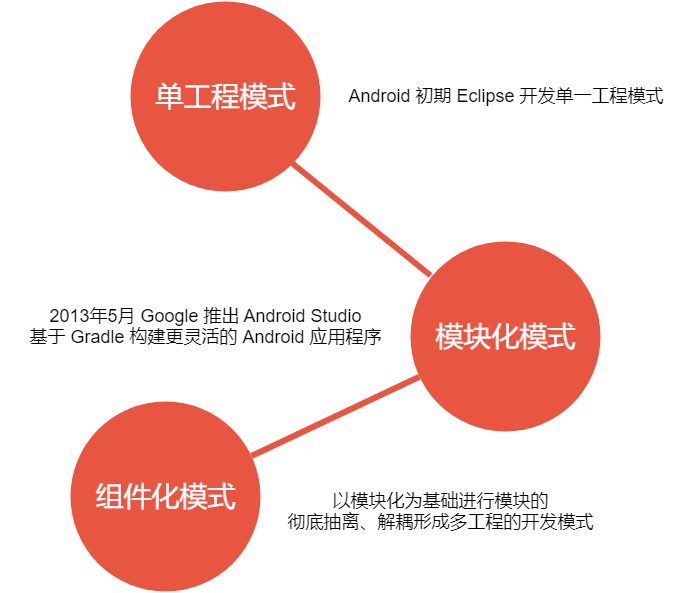 单工程模式
Android 初期 Eclipse 开发单一工程模式
2013年5月 Google 推出 Android Studio
基于 Gradle 构建更灵活的 Android 应用程序
模块化模式
组件化模式
以模块化为基础进行模块的
彻底抽离、解耦形成多工程的开发模式